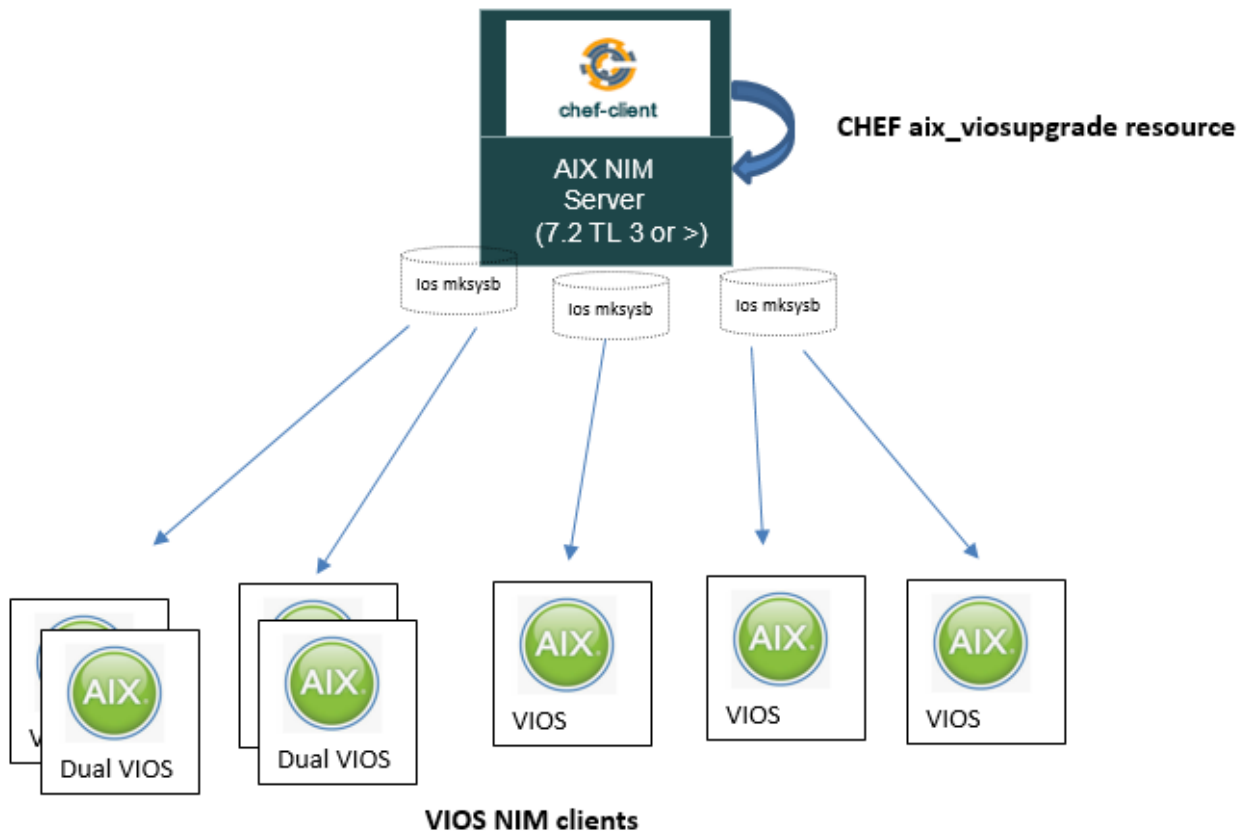 chef-client
CHEF aix_viosupgrade resource
AIX NIM
Server
(7.2 TL 3 or >)
Ios mksysb
Ios mksysb
Ios mksysb
AIX
AIX
AIX
AIX
AIX
V
Dual VIOS
Dual VIOS
VIOS
VIOS
VIOS
VIOS NIM clients